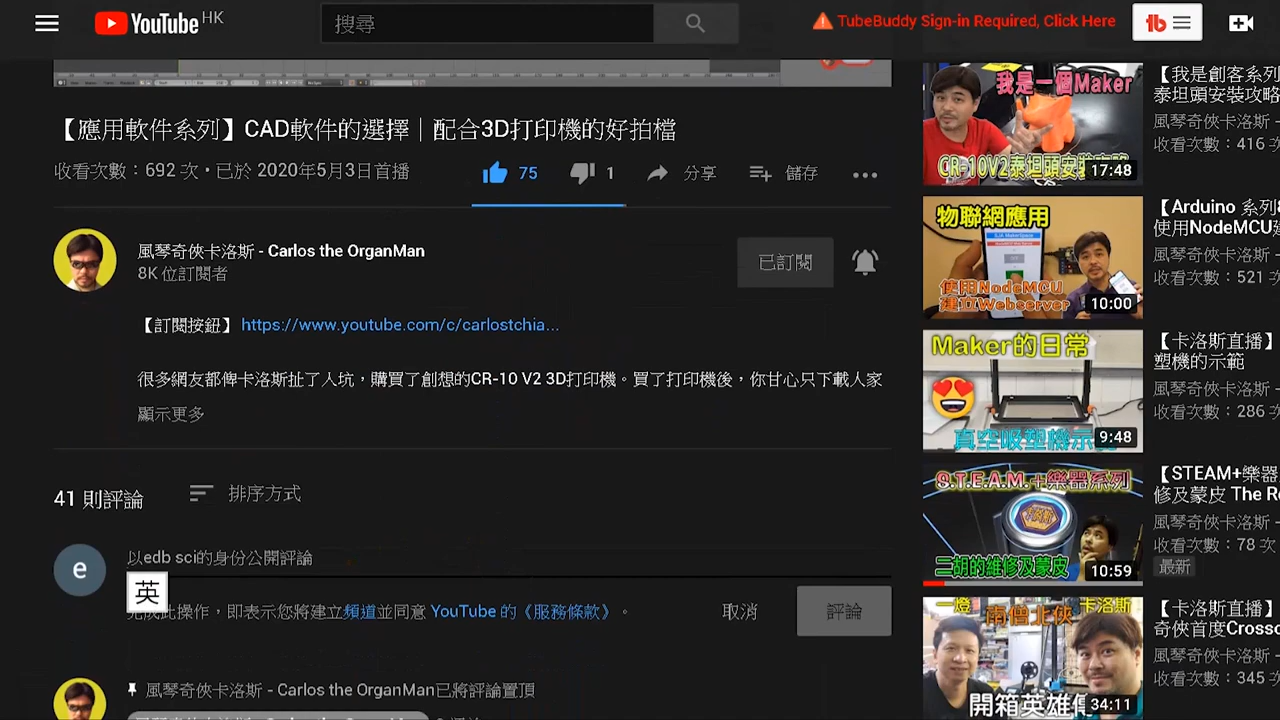 YouTube HK
搜尋
TubeBuddy Sign-in Required, Click Here
【應用軟件系列】CAD軟件的選擇｜配合3D打印機的好拍檔
收看次數：692 次・已於 2020年5月3日首播
75
1
分享
儲存
風琴奇俠卡洛斯 - Carlos the OrganMan
8K 位訂閱者
已訂閱
【訂閱按鈕】 https://www.youtube.com/c/carlostchia...
很多網友都俾卡洛斯扯了人坑，購買了創想的CR-10 V2 3D打印機。買了打印機後，你甘心只下載人家
顯示更多
41 則評論
排序方式
e
以edb sci的身份公開評論
英
此操作，即表示您將建立頻道並同意 YouTube 的《服務條款》。
取消
評論
風琴奇俠卡洛斯 - Carlos the OrganMan已將評論置頂
我是一個Maker
CR-10V2泰坦頭安裝
17:48
【我是創客系列
泰坦頭安裝攻略
風琴奇俠卡洛斯 -
收看次數：416 次
物聯網應用
使用NodeMCU
建立Webserver
10:00
【Arduino 系列
使用NodeMCU建
風琴奇俠卡洛斯 -
收看次數：521
Maker的日常
真空吸塑機示
9:48
【卡洛斯直播】
塑機的示範
風琴奇俠卡洛斯 -
收看次數：286 次
S.T.E.A.M.+樂器系列
二胡的維修及蒙皮
10:59
【STEAM+樂器
修及蒙皮 The Re
風琴奇俠卡洛斯 -
收看次數：78 次
最新
一燈
南僧北俠
卡洛斯
開箱英雄傳
34:11
【卡洛斯直播】
奇俠首度Crosso
風琴奇俠卡洛斯 -
收看次數：345 次